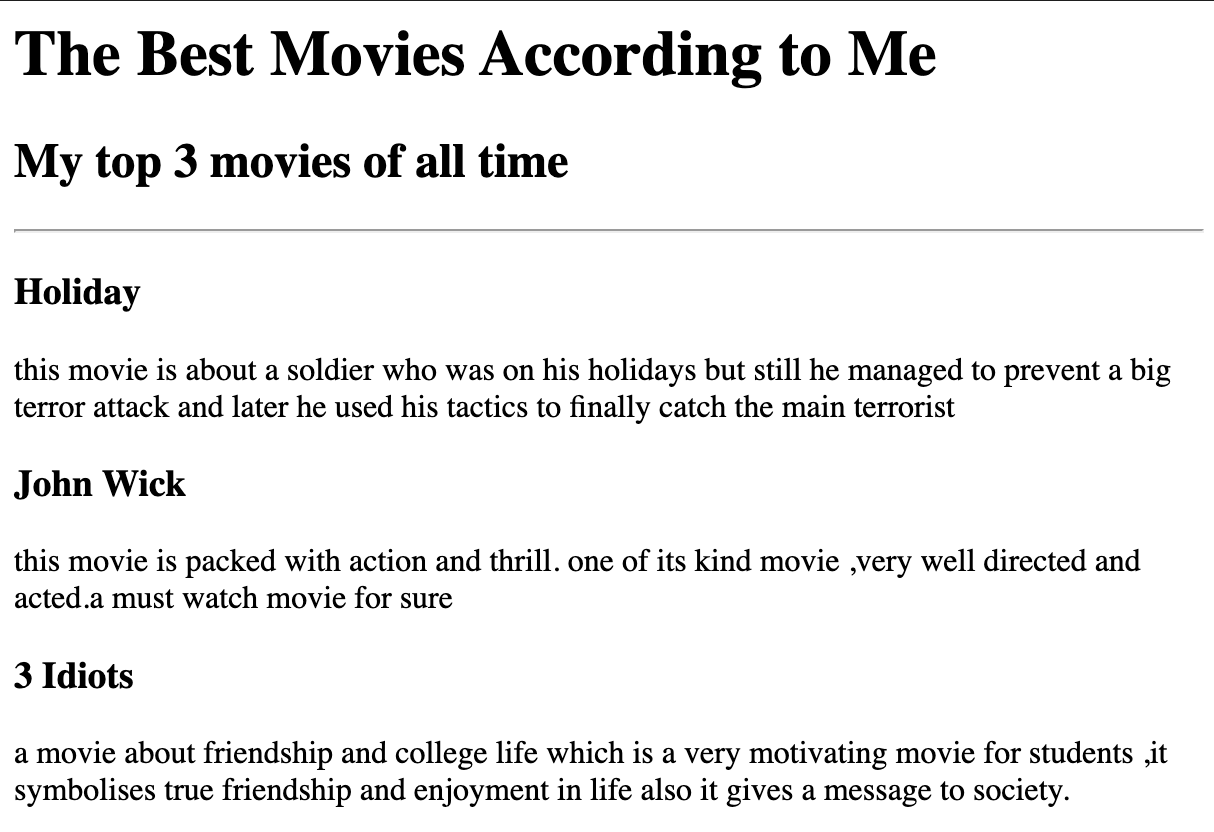 The Best Movies According to Me
My top 3 movies of all time
Holiday
this movie is about a soldier who was on his holidays but still he managed to prevent a big
terror attack and later he used his tactics to finally catch the main terrorist
John Wick
this movie is packed with action and thrill. one of its kind movie ,very well directed and
acted.a must watch movie for sure
3 Idiots
a movie about friendship and college life which is a very motivating movie for students ,it
symbolises true friendship and enjoyment in life also it gives a message to society.